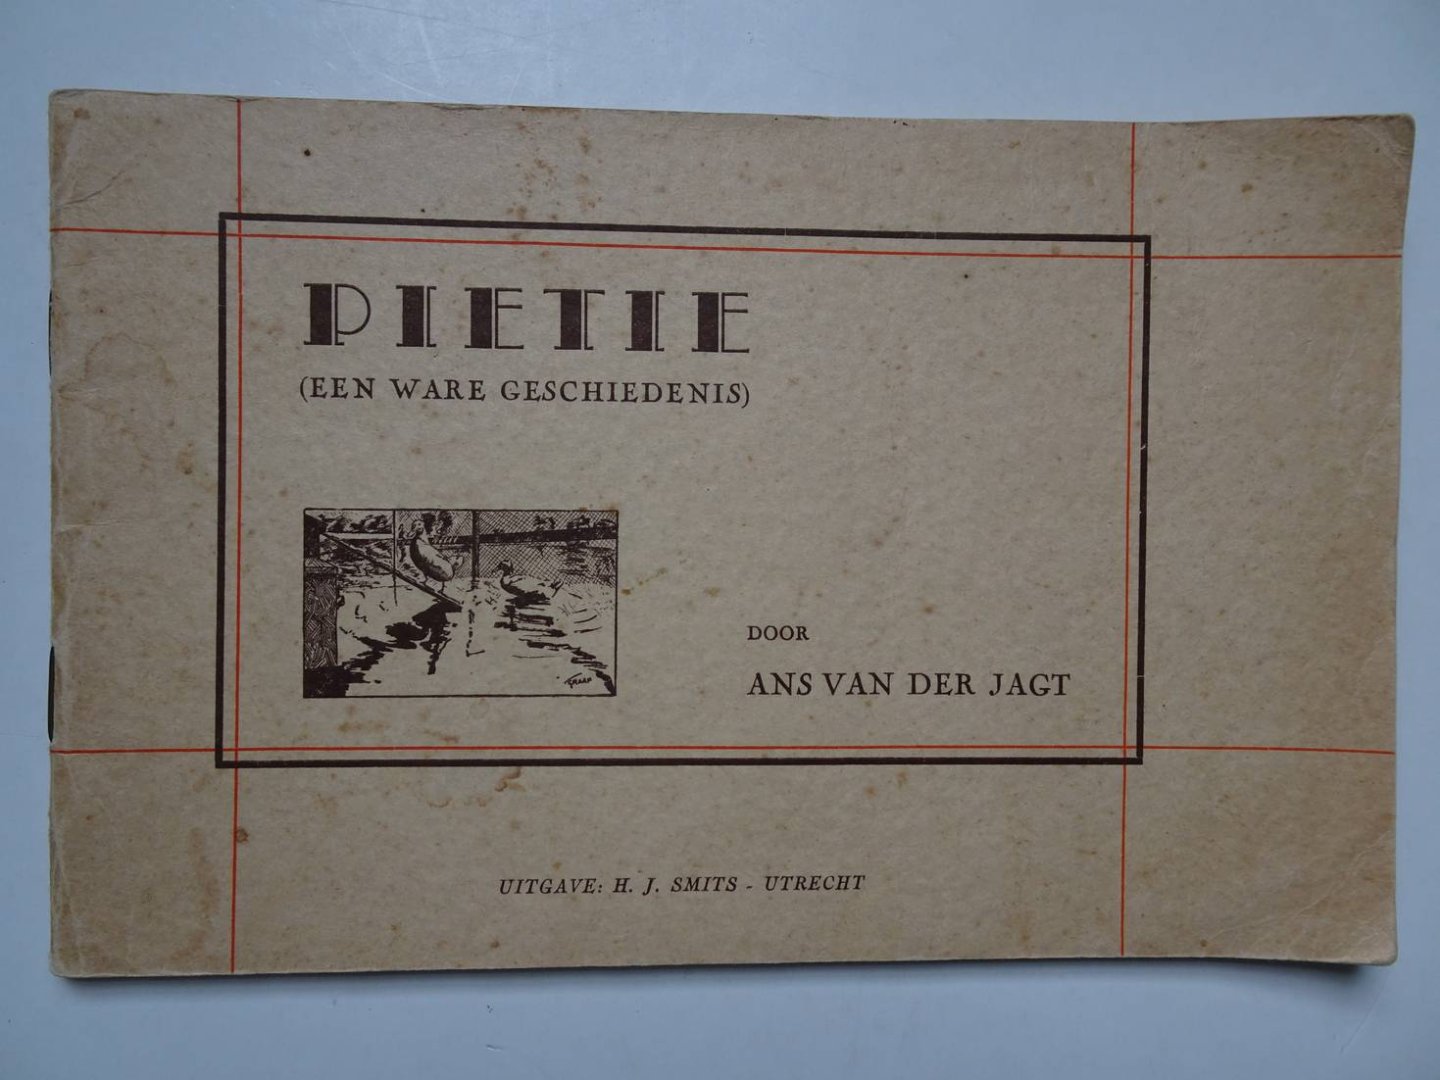 PIETIE
(EEN WARE GESCHIEDENIS)
DOOR
ANS VAN DER JAGT
UITGAVE: H. J. SMITS - UTRECHT